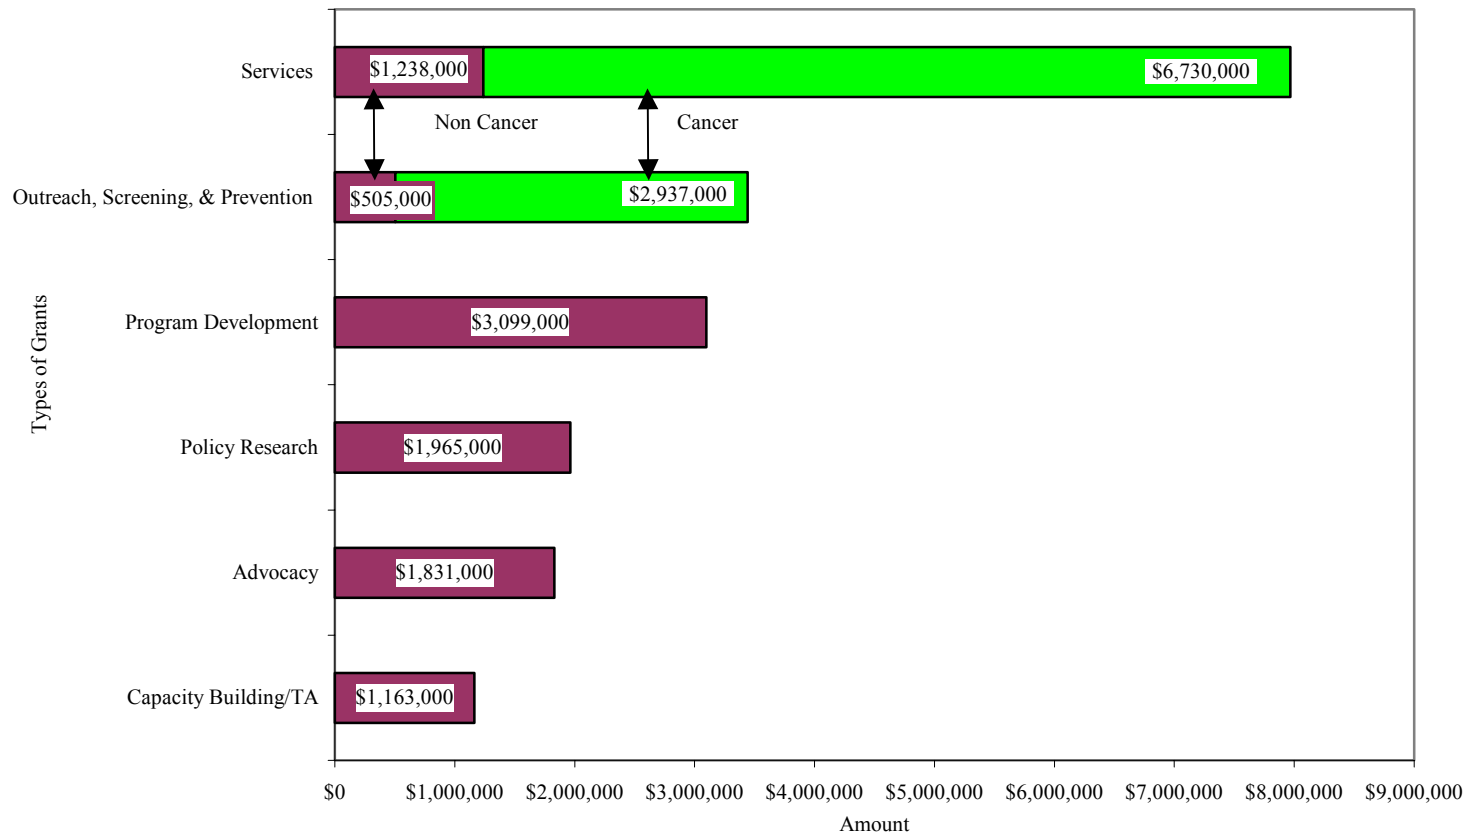 Services
$1,238,000
$6,730,000
Non Cancer
Cancer
Outreach, Screening, & Prevention
$505,000
$2,937,000
Types of Grants
Program Development
$3,099,000
Policy Research
$1,965,000
Advocacy
$1,831,000
Capacity Building/TA
$1,163,000
$0 $1,000,000 $2,000,000 $3,000,000 $4,000,000 $5,000,000 $6,000,000 $7,000,000 $8,000,000 $9,000,000
Amount